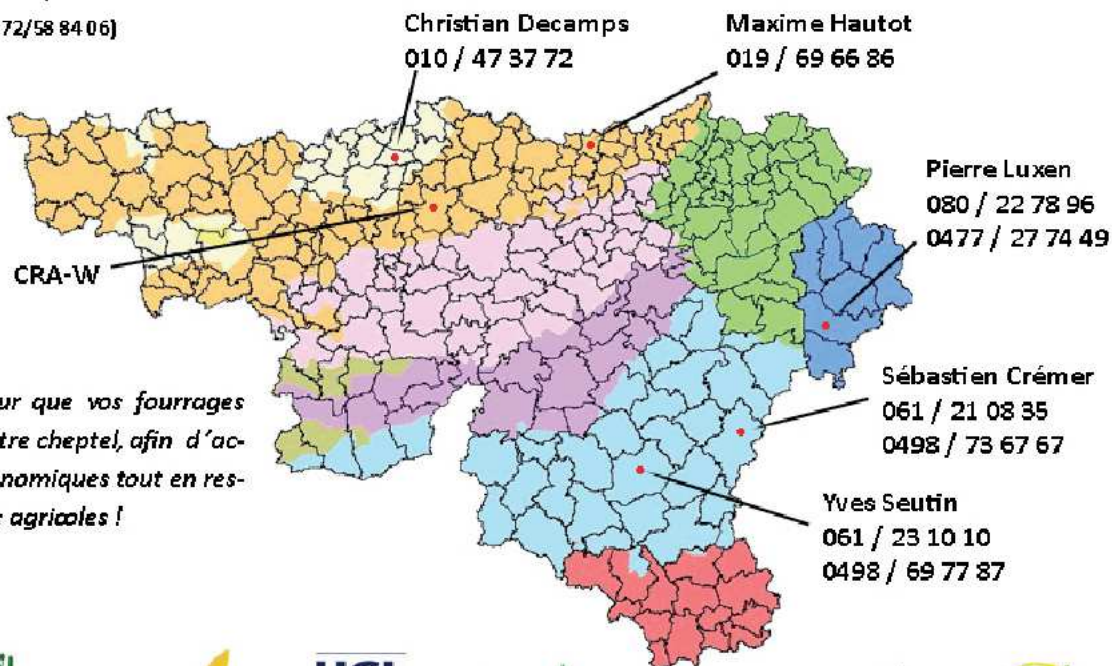 72/58 84 06)
Christian Decamps
010 / 47 37 72
Maxime Hautot
019 / 69 66 86
Pierre Luxen
080 / 22 78 96
0477 / 27 74 49
CRA-W
Sébastien Crémer
061 / 21 08 35
0498 / 73 67 67
ur que vos fourrages
tre cheptel, afin d'ac-
nomiques tout en res-
agricoles !
Yves Seutin
061 / 23 10 10
0498 / 69 77 87